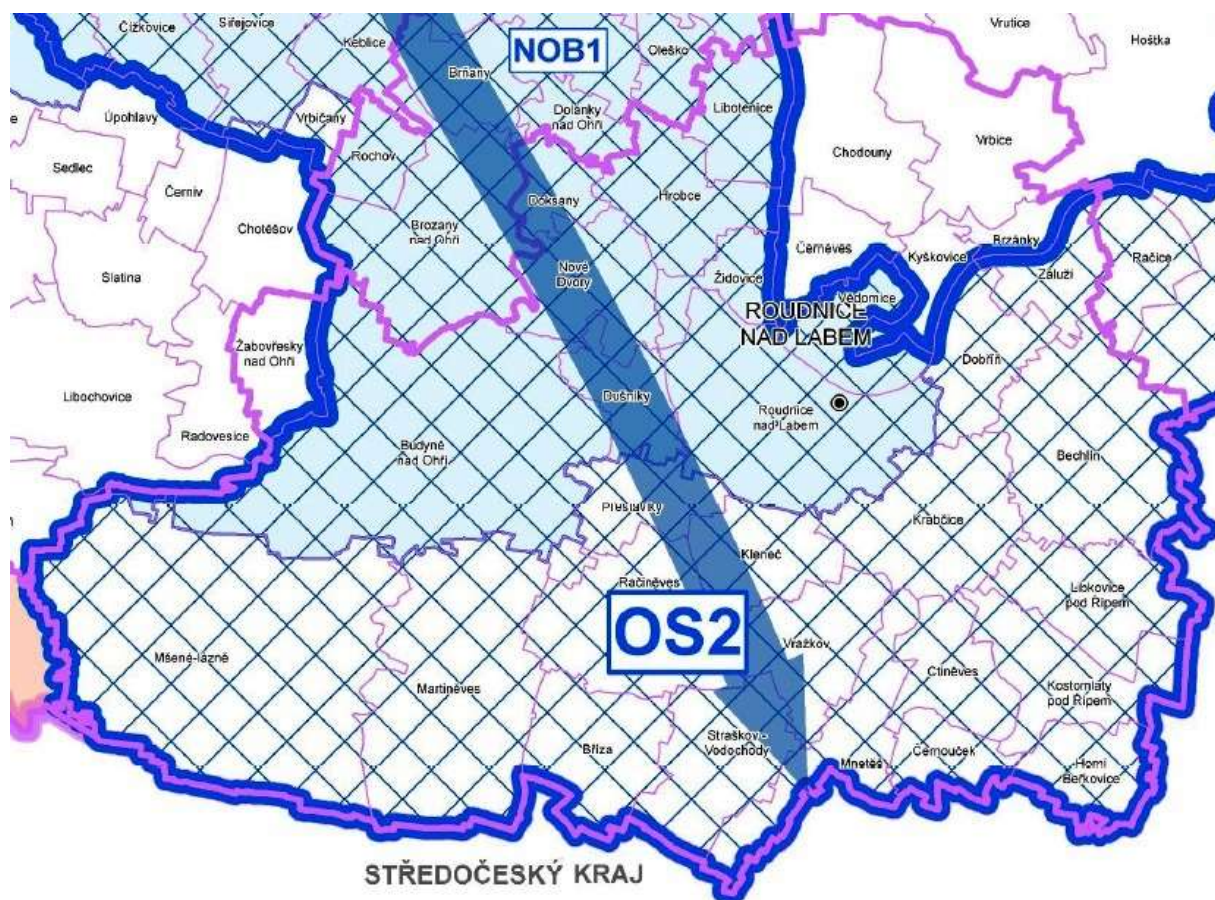 Čížkovice
Siřejovice
Keblice
Vrutice
Hoštka
Oleško
NOB1
Brňany
Dolanky
nad Ohří
Libotenice
Úpohlavy
Vrbičany
Rochov
Sedlec
Chodouny
Vrbice
Černiv
Doksany
Hrobce
Chotěšov
Brozany
nad Ohří
Černěves
Brzánky
Kyškovice
Račice
Slatina
Nové
Dvory
Židovice
Záluží
Vědomice
ROUDNICE
NAD LABEM
Žabovřesky
nad Ohří
Dobříň
Libochovice
Dušníky
Roudnice
nad Labem
Radovesice
Budyně
nad Ohří
Bechlín
Přestavlky
Krabčice
Kleneč
Račiněves
Libkovice
pod Řípem
OS2
Vražkov
Mšené-lázně
Ctiněves
Martiněves
Kostomlaty
pod Řípem
Straškov -
Vodochody
Bříza
Černouček
Mnetěš
Horní
Beřkovice
STŘEDOČESKÝ KRAJ